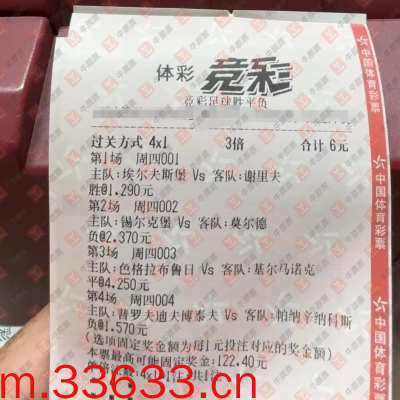 体彩 竞彩
竞彩足球胜平负
过关方式 4x1 3倍 合计 6元
第1场 周四001
主队:埃尔夫斯堡 Vs 客队:谢里夫
胜@1.290元
第2场 周四002
主队:锡尔克堡 Vs 客队:莫尔德
负@2.370元
第3场 周四003
主队:色格拉布鲁日 Vs 客队:基尔马诺克
平@4.250元
第4场 周四004
主队:普罗夫迪夫博泰夫 Vs 客队:帕纳辛纳科斯
负@1.570元
(选项固定奖金额为每1元投注对应的奖金额)
本票最高可能固定奖金:122.40元
中国体育彩票
中国体育彩票
m.33633.cn